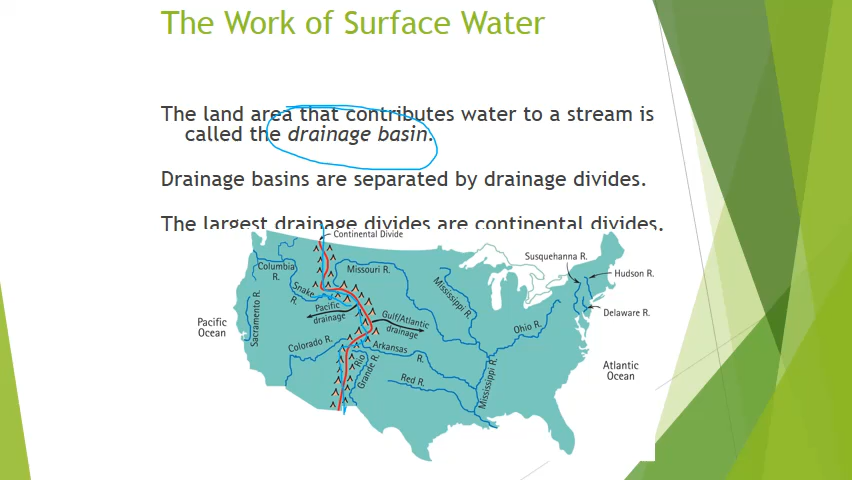 The Work of Surface Water
The land area that contributes water to a stream is
called the drainage basin.
Drainage basins are separated by drainage divides.
The largest drainage divides are continental divides.
Continental Divide
Columbia
R.
Missouri R.
Snake
R.
Mississippi R.
Susquehanna R.
Hudson R.
Delaware R.
Sacramento R.
Pacific
Ocean
Pacific
drainage
Gulf/Atlantic
drainage
Ohio R.
Colorado R.
Arkansas
R.
Rio
Grande R.
Red R.
Mississippi R.
Atlantic
Ocean